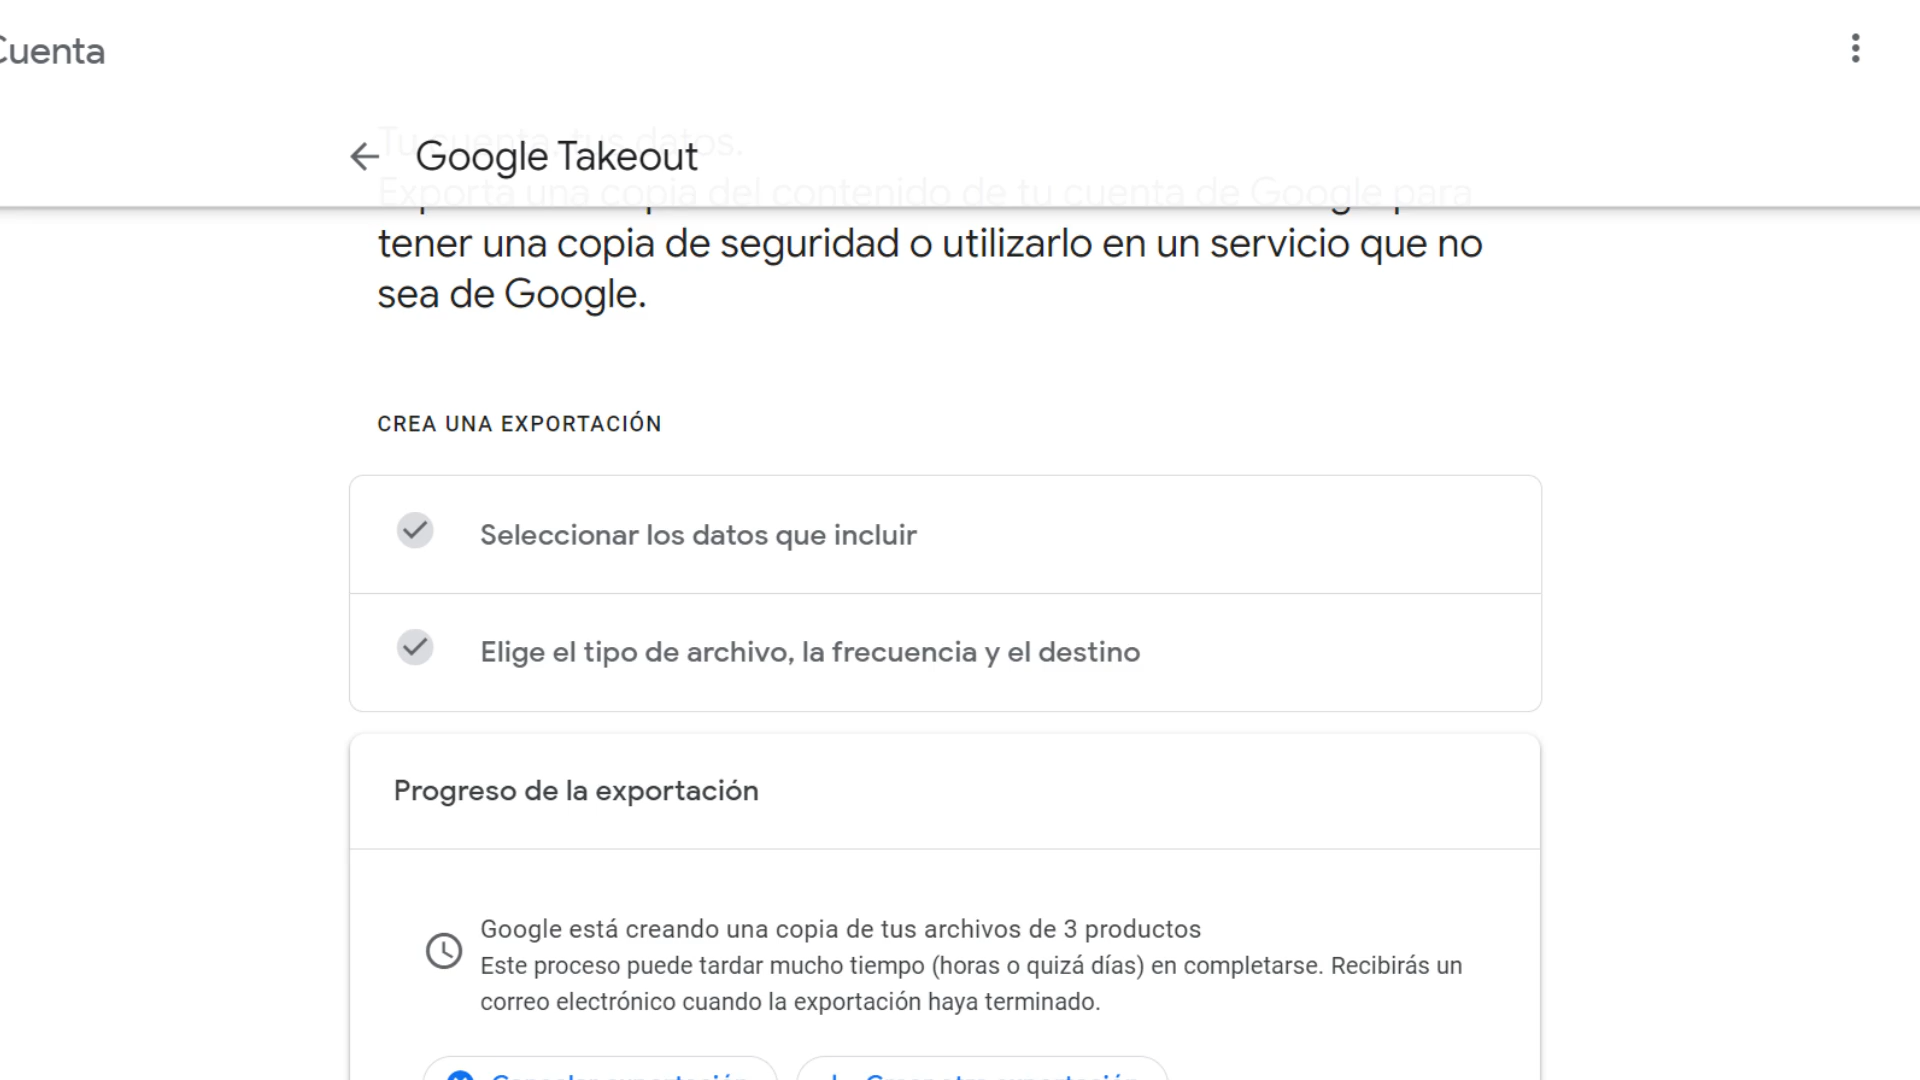 Cuenta
Google Takeout
Tu cuenta, tus datos.
Exporta una copia del contenido de tu cuenta de Google para
tener una copia de seguridad o utilizarlo en un servicio que no
sea de Google.
CREA UNA EXPORTACIÓN
Seleccionar los datos que incluir
Elige el tipo de archivo, la frecuencia y el destino
Progreso de la exportación
Google está creando una copia de tus archivos de 3 productos
Este proceso puede tardar mucho tiempo (horas o quizá días) en completarse. Recibirás un
correo electrónico cuando la exportación haya terminado.
Cancelar exportación Crear otra exportación